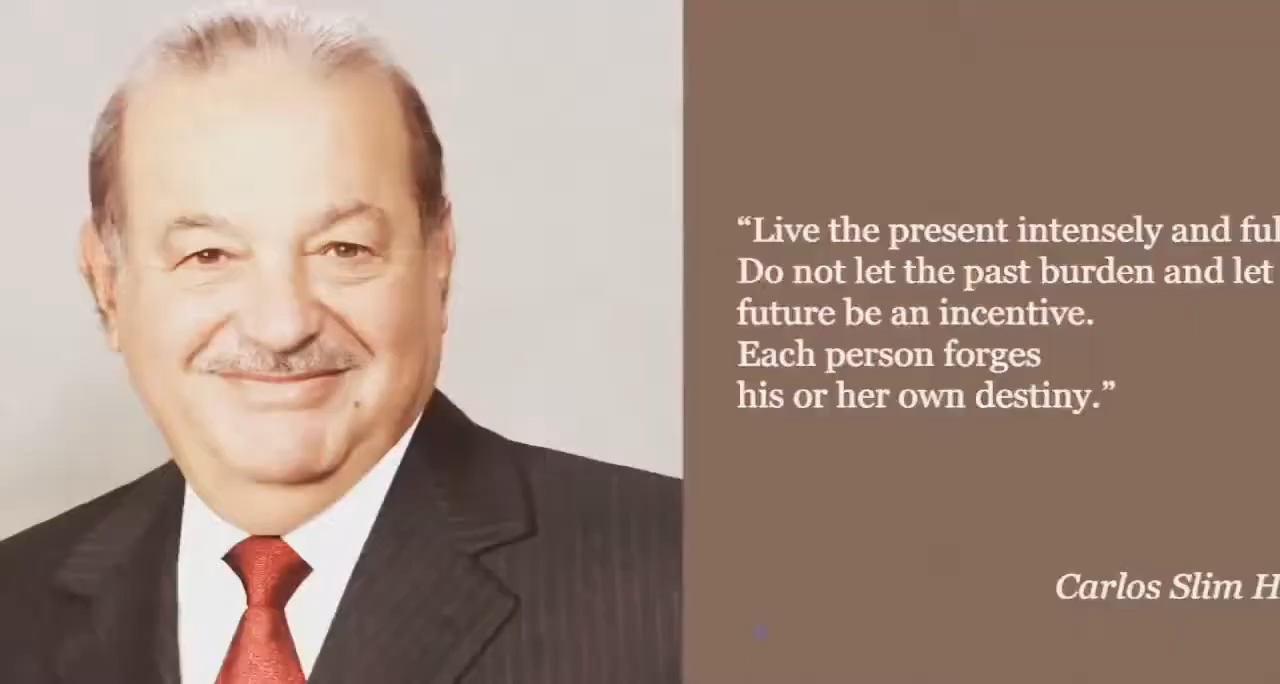 “Live the present intensely and ful
Do not let the past burden and let
future be an incentive.
Each person forges
his or her own destiny.”
Carlos Slim H